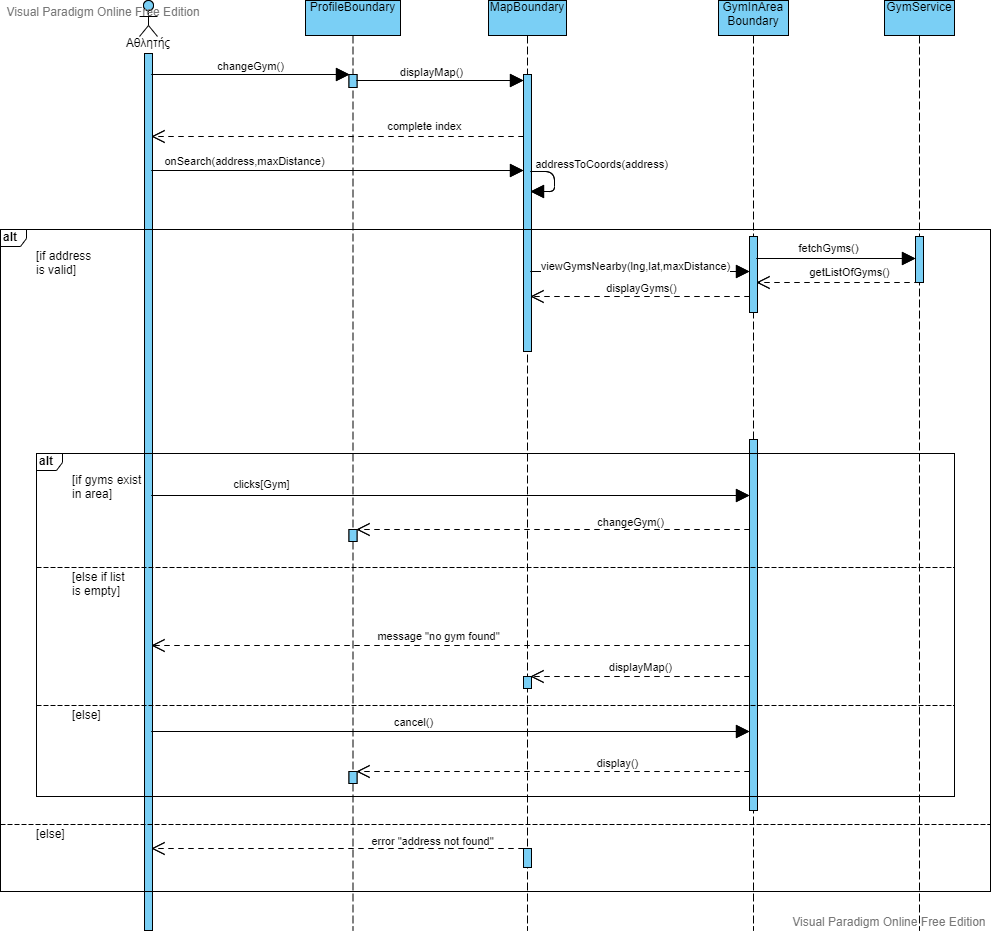 Visual Paradigm Online Free Edition
ProfileBoundary
MapBoundary
GymInArea
Boundary
GymService
Αθλητής
changeGym()
displayMap()
complete index
onSearch(address,maxDistance)
addressToCoords(address)
alt
[if address
is valid]
fetchGyms()
viewGymsNearby(lng,lat,maxDistance)
getListOfGyms()
displayGyms()
alt
[if gyms exist
in area]
clicks[Gym]
changeGym()
[else if list
is empty]
message "no gym found"
displayMap()
[else]
cancel()
display()
[else]
error "address not found"
Visual Paradigm Online Free Edition